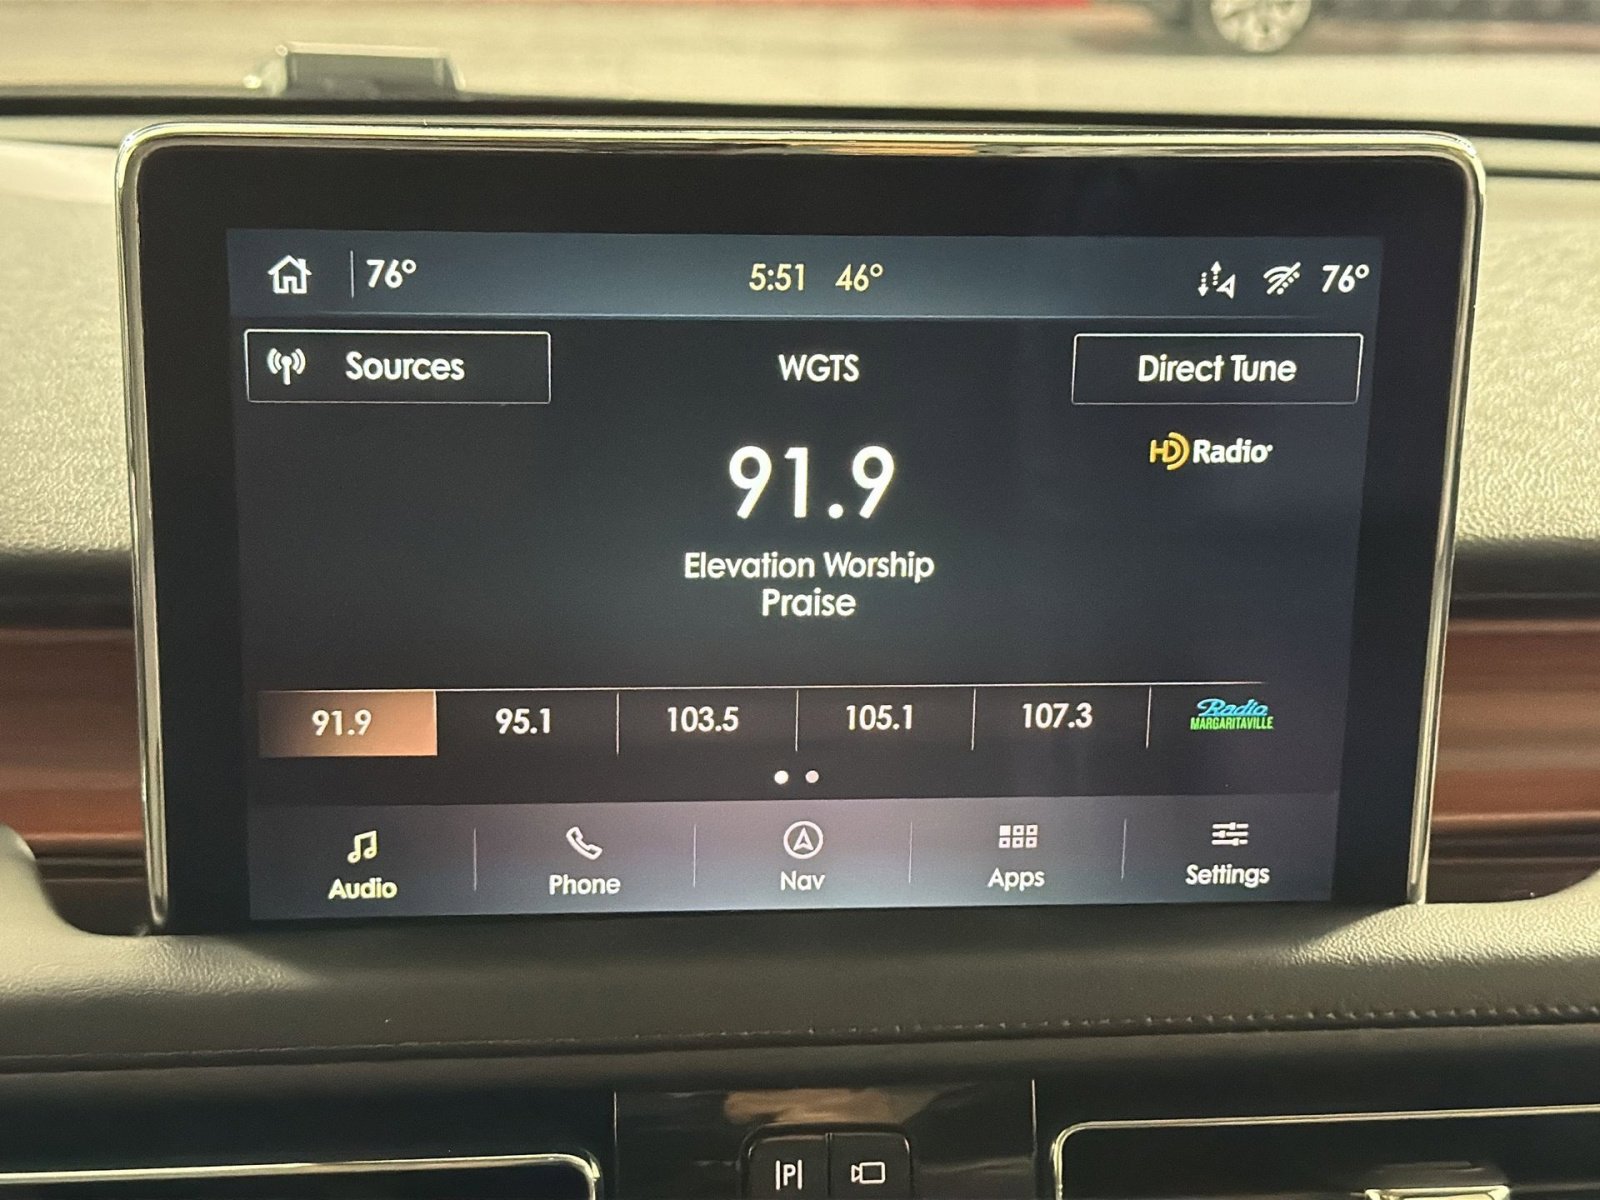 76° 5:51 46° 76°
Sources WGTS Direct Tune
HD Radio
91.9
Elevation Worship
Praise
91.9 95.1 103.5 105.1 107.3 Radio
MARGARITAVILLE
Audio Phone Nav Apps Settings
P